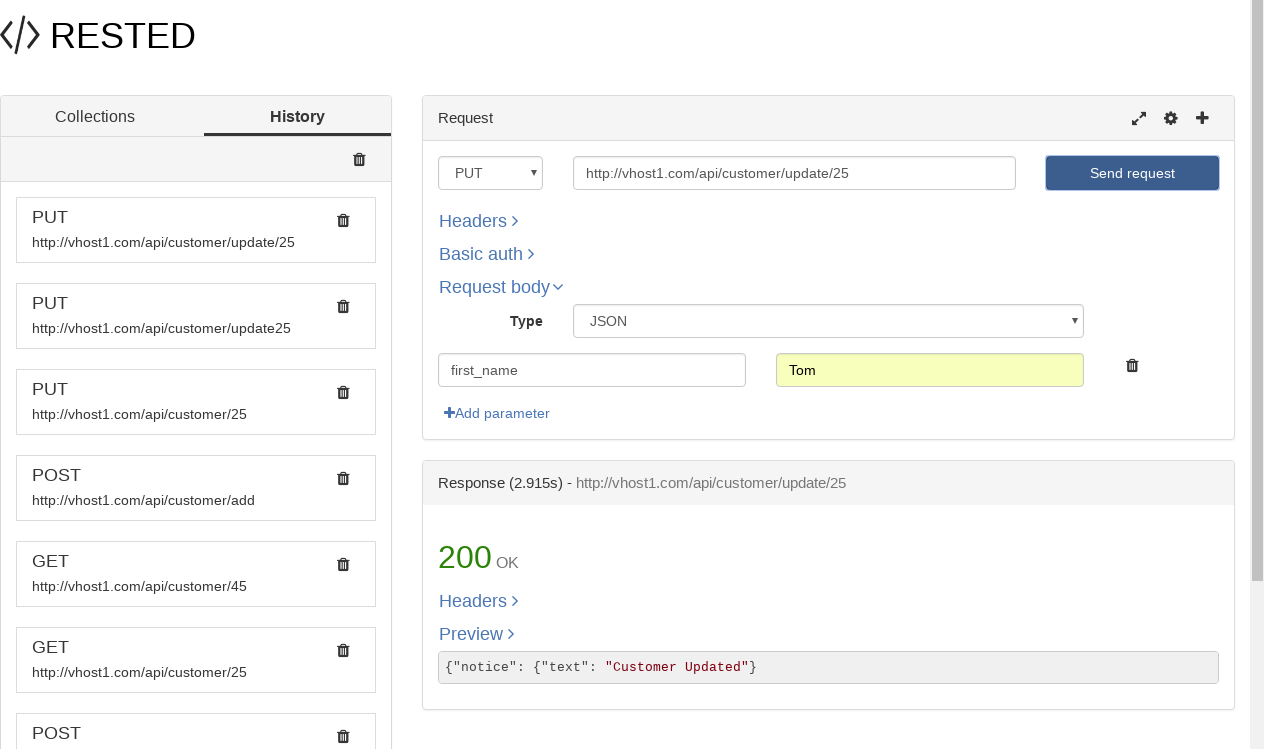 RESTED
Collections History
PUT
http://vhost1.com/api/customer/update/25
PUT
http://vhost1.com/api/customer/update25
PUT
http://vhost1.com/api/customer/25
POST
http://vhost1.com/api/customer/add
GET
http://vhost1.com/api/customer/45
GET
http://vhost1.com/api/customer/25
POST
Request
PUT http://vhost1.com/api/customer/update/25 Send request
Headers
Basic auth
Request body
Type JSON
first_name Tom
Add parameter
Response (2.915s) - http://vhost1.com/api/customer/update/25
200 OK
Headers
Preview
{"notice": {"text": "Customer Updated"}